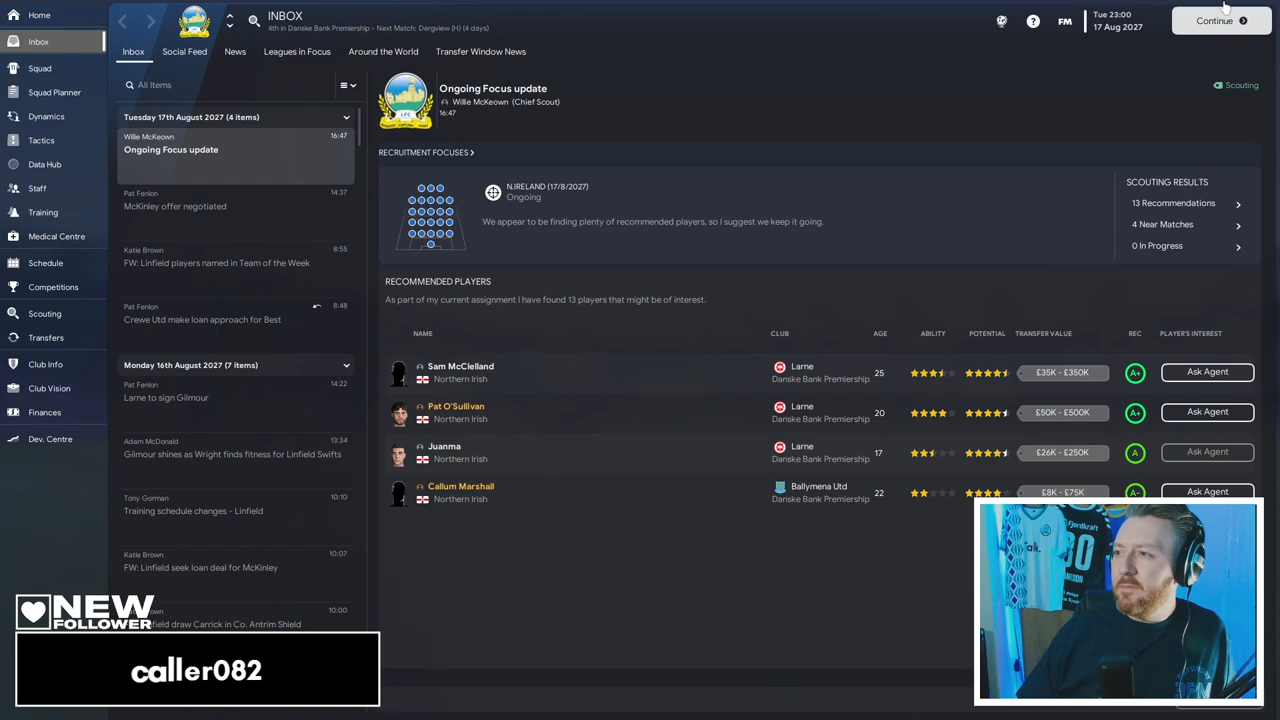 Home
Inbox
Squad
Squad Planner
Dynamics
Tactics
Data Hub
Staff
Training
Medical Centre
Schedule
Competitions
Scouting
Transfers
Club Info
Club Vision
Finances
Dev. Centre
INBOX
4th in Danske Bank Premiership - Next Match: Dergview (H) (4 days)
FM
Tue 23:00
17 Aug 2027
Continue
Inbox
Social Feed
News
Leagues in Focus
Around the World
Transfer Window News
All Items
Tuesday 17th August 2027 (4 items)
Willie McKeown
16:47
Ongoing Focus update
Pat Fenlon
14:37
McKinley offer negotiated
Katie Brown
8:55
FW: Linfield players named in Team of the Week
Pat Fenlon
8:48
Crewe Utd make loan approach for Best
Monday 16th August 2027 (7 items)
Pat Fenlon
14:22
Larne to sign Gilmour
Adam McDonald
13:34
Gilmour shines as Wright finds fitness for Linfield Swifts
Tony Gorman
10:10
Training schedule changes - Linfield
Katie Brown
10:07
FW: Linfield seek loan deal for McKinley
10:00
draw Carrick in Co. Antrim Shield
Ongoing Focus update
Willie McKeown (Chief Scout)
16:47
Scouting
RECRUITMENT FOCUSES
N.IRELAND (17/8/2027)
Ongoing
We appear to be finding plenty of recommended players, so I suggest we keep it going.
SCOUTING RESULTS
13 Recommendations
4 Near Matches
0 In Progress
RECOMMENDED PLAYERS
As part of my current assignment I have found 13 players that might be of interest.
NAME CLUB AGE ABILITY POTENTIAL TRANSFER VALUE REC PLAYER'S INTEREST
Sam McClelland Larne 25 £35K - £350K A+ Ask Agent
Northern Irish Danske Bank Premiership
Pat O'Sullivan Larne 20 £50K - £500K A+ Ask Agent
Northern Irish Danske Bank Premiership
Juanma Larne 17 £26K - £250K A Ask Agent
Northern Irish Danske Bank Premiership
Callum Marshall Ballymena Utd 22 £8K - £75K A- Ask Agent
Northern Irish Danske Bank Premiership
NEW
FOLLOWER
caller082
Fjordkraft